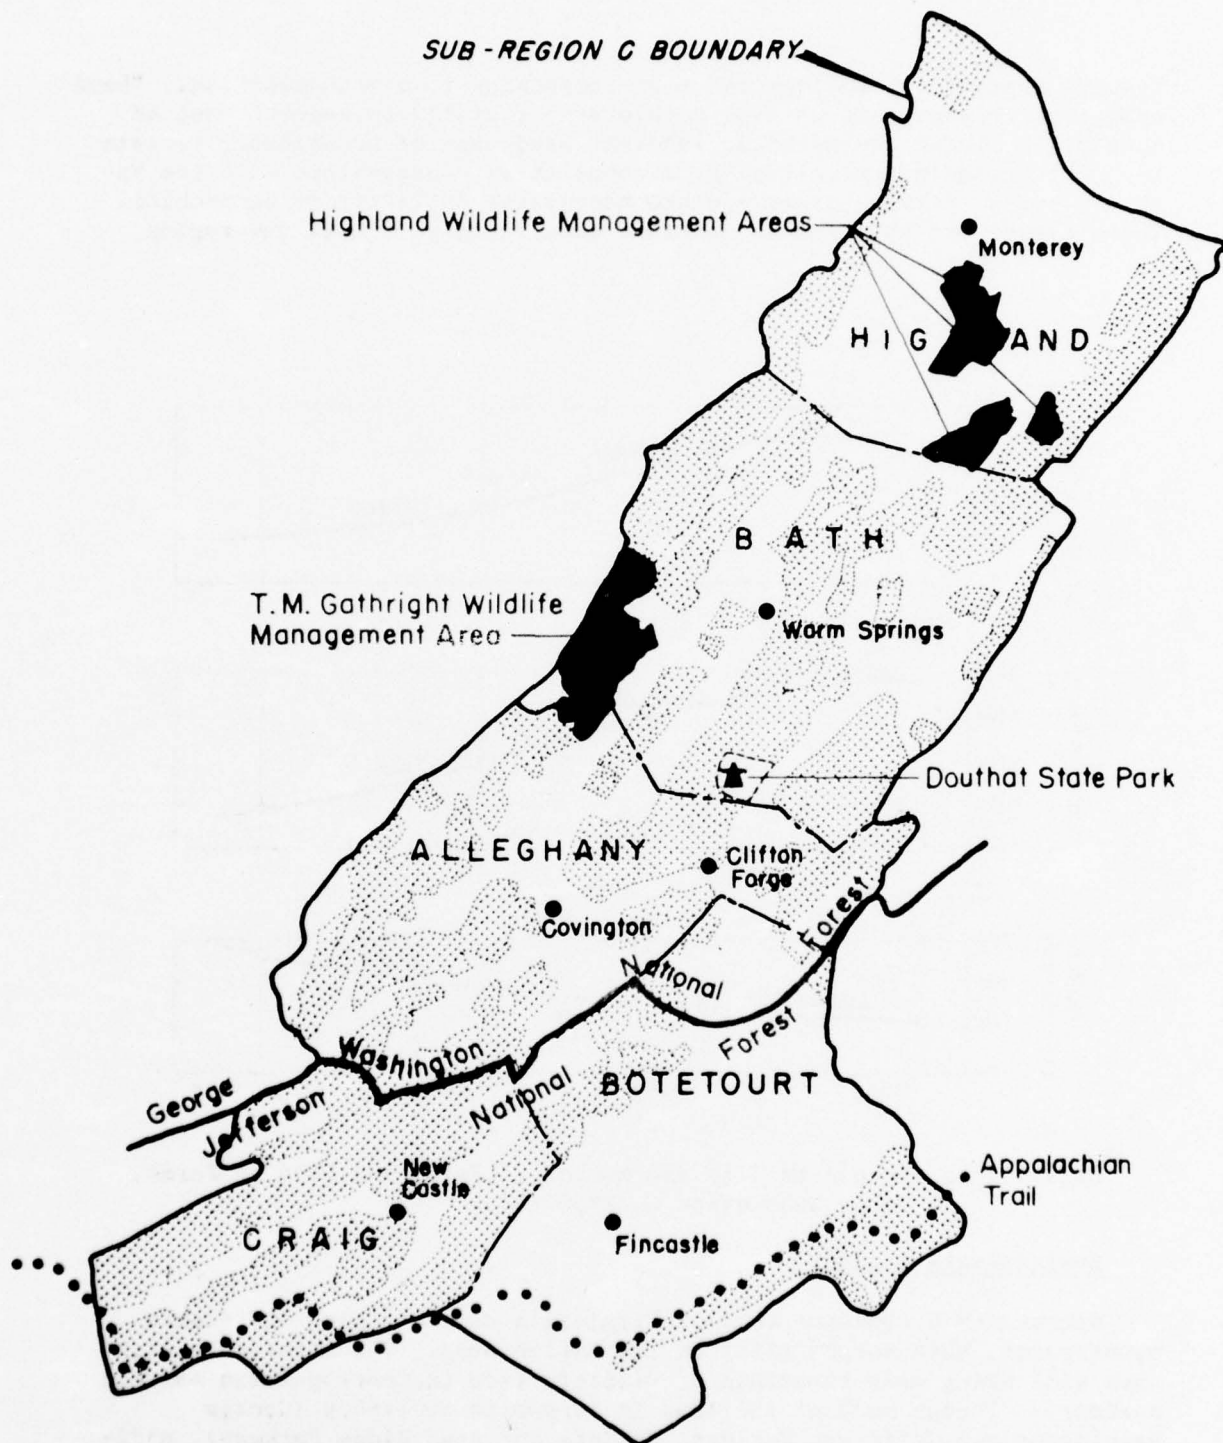 SUB-REGION C BOUNDARY
Highland Wildlife Management Areas
Monterey
HIG AND
BATH
T.M. Gathright Wildlife
Management Area
Warm Springs
Douthat State Park
ALLEGHANY
Clifton
Forge
Covington
George Washington National Forest
Jefferson National Forest
BOTETOURT
New
Castle
CRAIG
Fincastle
Appalachian
Trail